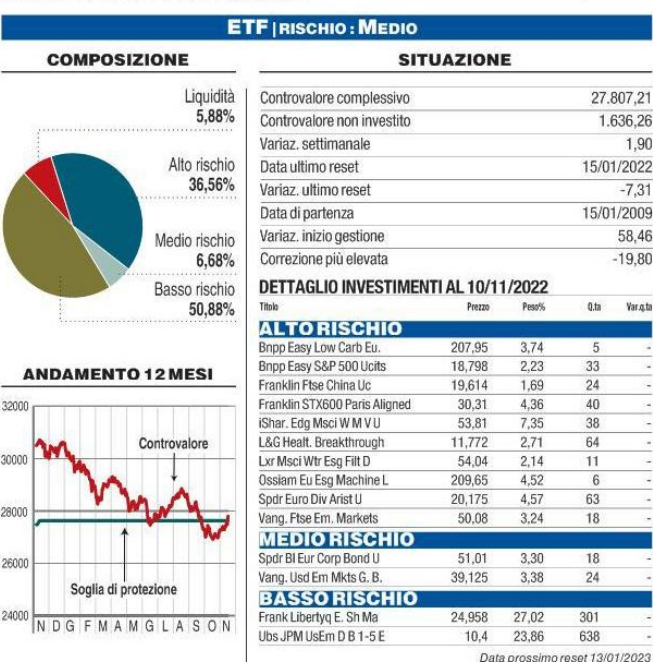 ETF | RISCHIO : MEDIO
COMPOSIZIONE
Liquidità
5,88%
Alto rischio
36,56%
Medio rischio
6,68%
Basso rischio
50,88%
ANDAMENTO 12 MESI
32000
30000
28000
26000
24000
Controvalore
Soglia di protezione
N D G F M A M G L A S O N
SITUAZIONE
Controvalore complessivo 27.807,21
Controvalore non investito 1.636,26
Variaz. settimanale 1,90
Data ultimo reset 15/01/2022
Variaz. ultimo reset -7,31
Data di partenza 15/01/2009
Variaz. inizio gestione 58,46
Correzione più elevata -19,80
DETTAGLIO INVESTIMENTI AL 10/11/2022
Titolo Prezzo Peso% Q.ta Var.q.ta
ALTO RISCHIO
Bnpp Easy Low Carb Eu. 207,95 3,74 5 -
Bnpp Easy S&P 500 Ucits 18,798 2,23 33 -
Franklin Ftse China Uc 19,614 1,69 24 -
Franklin STX600 Paris Aligned 30,31 4,36 40 -
iShar. Edg Msci W M V U 53,81 7,35 38 -
L&G Healt. Breakthrough 11,772 2,71 64 -
Lxr Msci Wtr Esg Filt D 54,04 2,14 11 -
Ossiam Eu Esg Machine L 209,65 4,52 6 -
Spdr Euro Div Arist U 20,175 4,57 63 -
Vang. Ftse Em. Markets 50,08 3,24 18 -
MEDIO RISCHIO
Spdr Bl Eur Corp Bond U 51,01 3,30 18 -
Vang. Usd Em Mkts G. B. 39,125 3,38 24 -
BASSO RISCHIO
Frank Libertyq E. Sh Ma 24,958 27,02 301 -
Ubs JPM UsEm D B 1-5 E 10,4 23,86 638 -
Data prossimo reset 13/01/2023